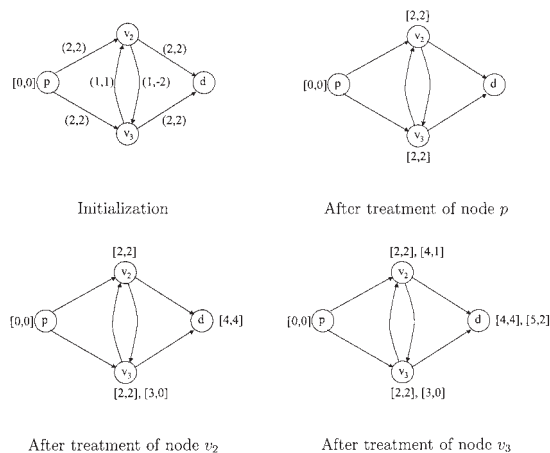 v2
(2,2) (2,2)
[0,0] p (1,1) (1,-2) d
(2,2) (2,2)
v3
Initialization
[2,2]
v2
[0,0] p d
v3
[2,2]
After treatment of node p
[2,2]
v2
[0,0] p d [4,4]
v3
[2,2], [3,0]
After treatment of node v2
[2,2], [4,1]
v2
[0,0] p d [4,4], [5,2]
v3
[2,2], [3,0]
After treatment of node v3